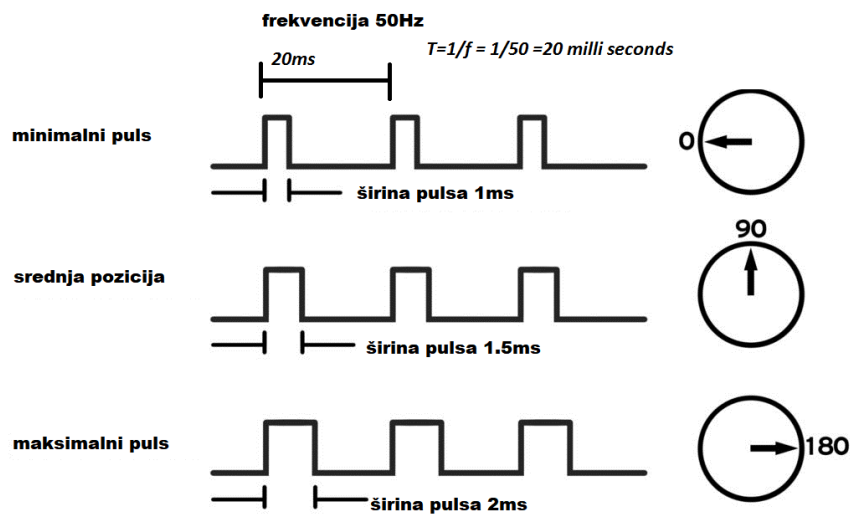 frekvencija 50Hz
20ms
T=1/f = 1/50 =20 milli seconds
minimalni puls
0
širina pulsa 1ms
90
srednja pozicija
širina pulsa 1.5ms
maksimalni puls
180
širina pulsa 2ms